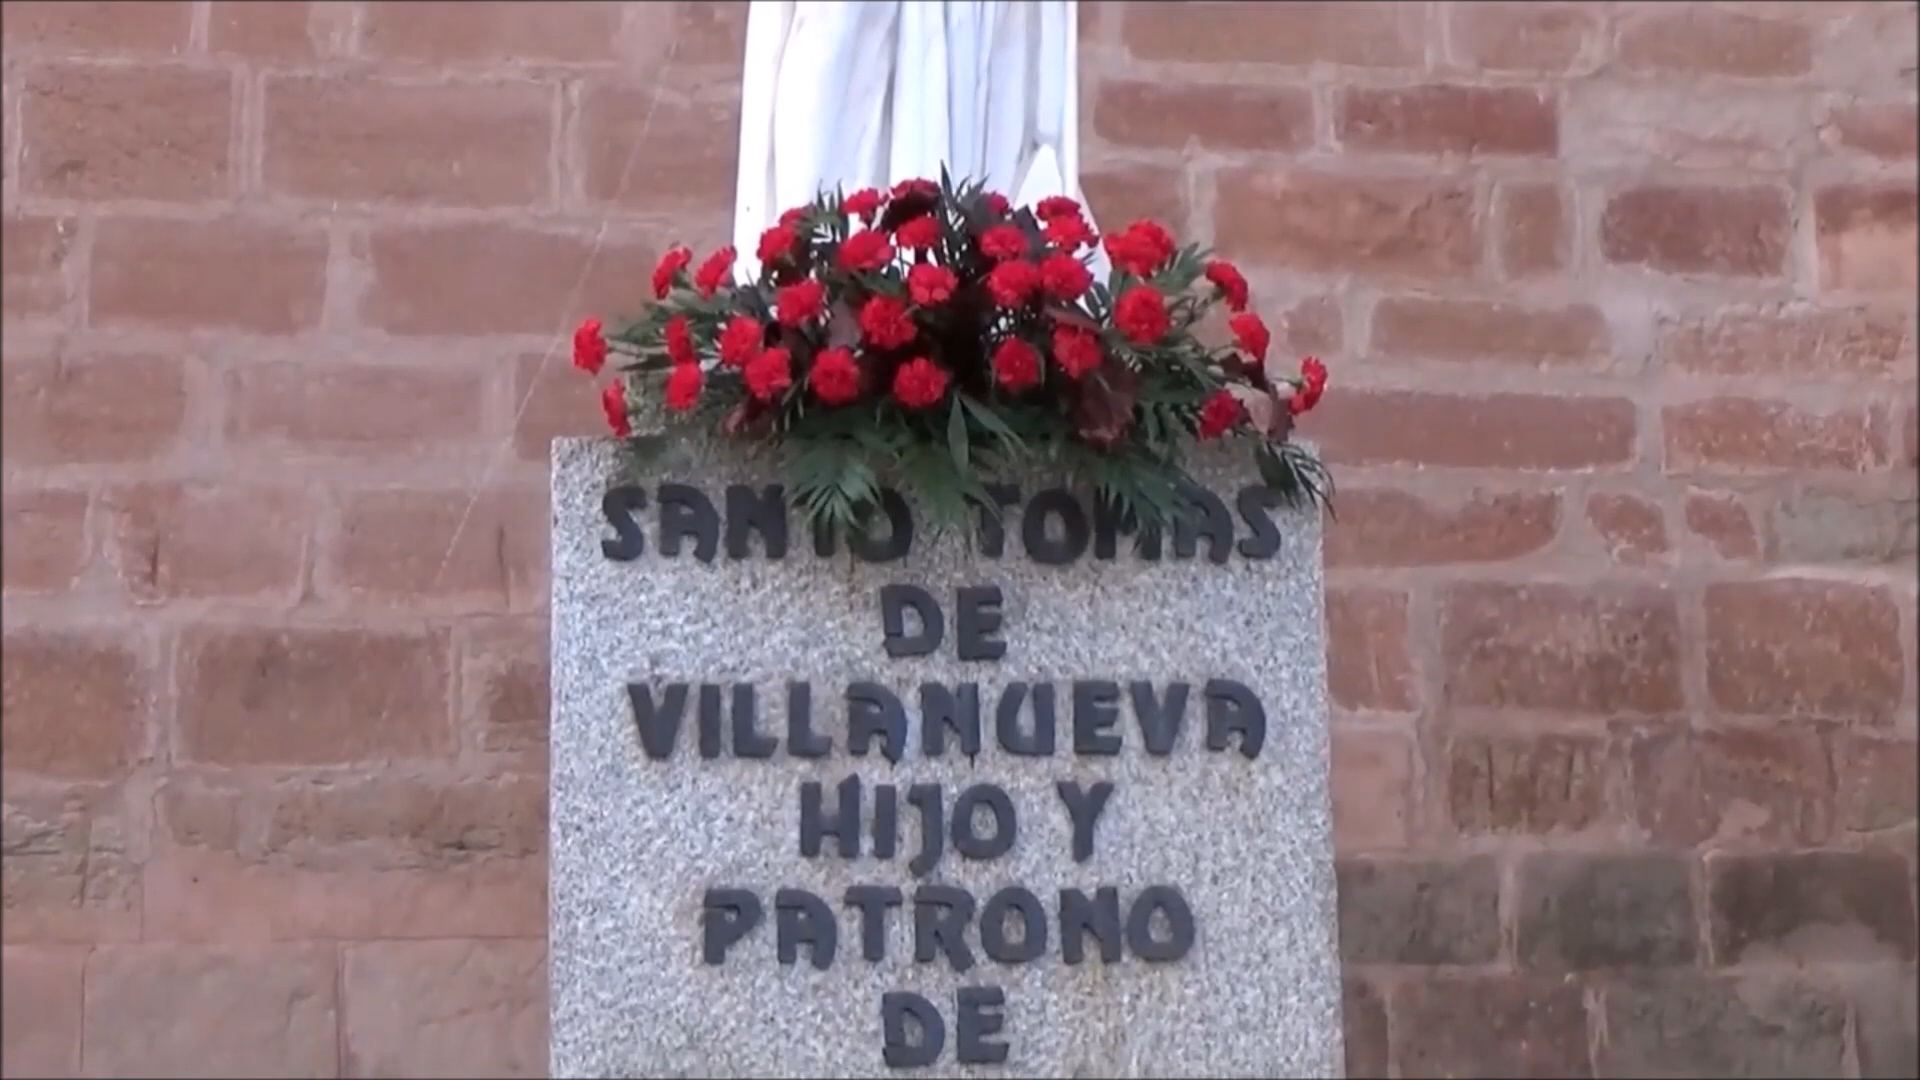 SANTO TOMAS
DE
VILLANUEVA
HIJO Y
PATRONO
DE